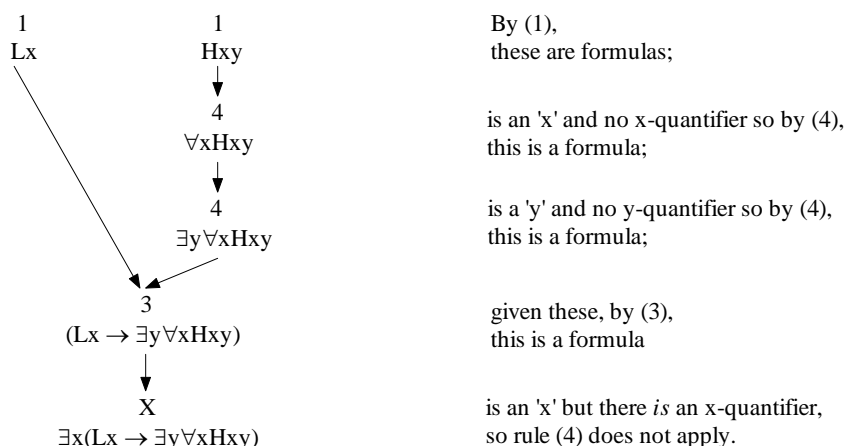 1 1 By (1),
Lx Hxy these are formulas;
4 is an 'x' and no x-quantifier so by (4),
∀xHxy this is a formula;
4 is a 'y' and no y-quantifier so by (4),
∃y∀xHxy this is a formula;
3 given these, by (3),
(Lx → ∃y∀xHxy) this is a formula
X is an 'x' but there is an x-quantifier,
∃x(Lx → ∃y∀xHxy) so rule (4) does not apply.